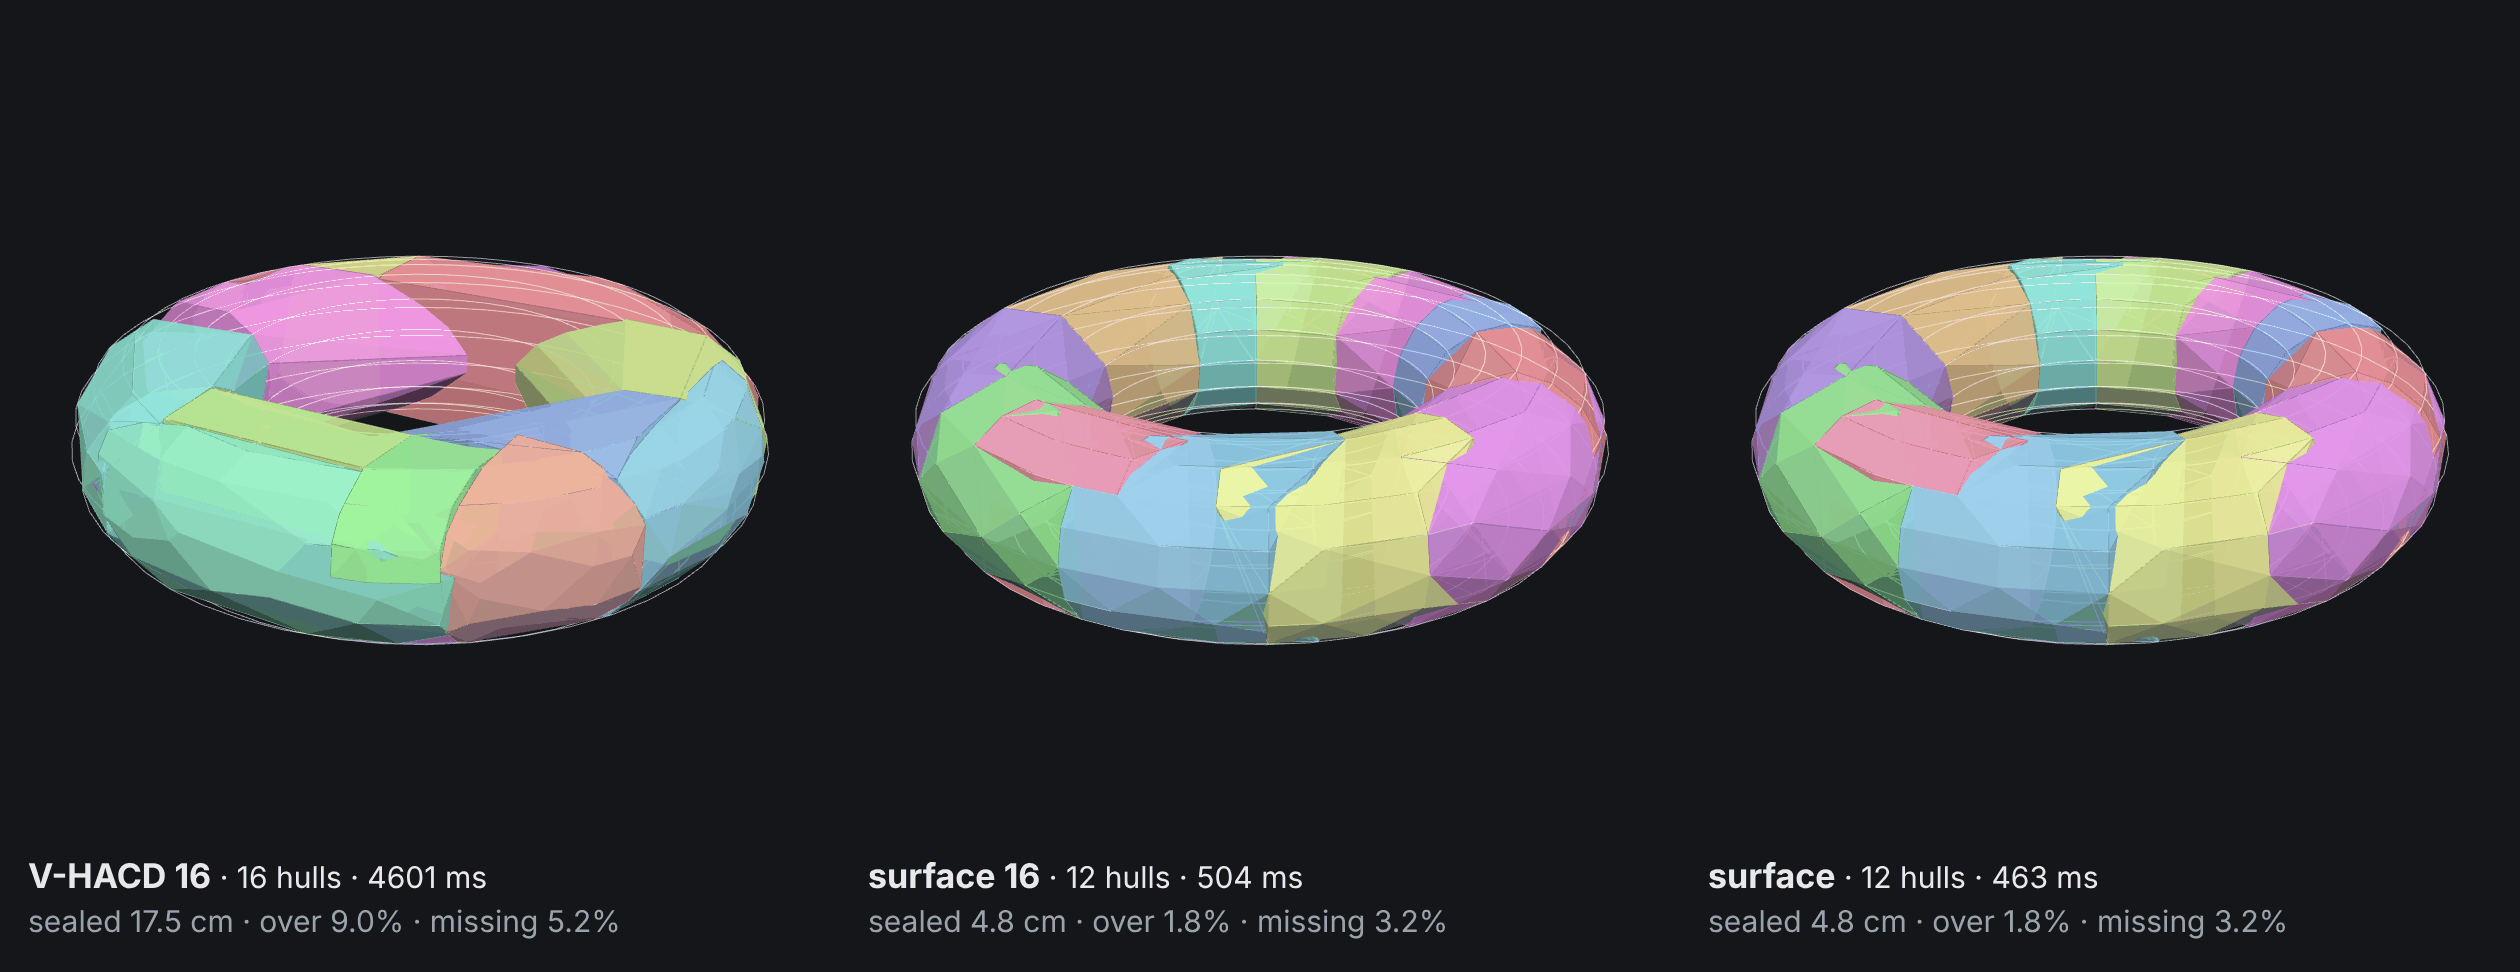 V-HACD 16 · 16 hulls · 4601 ms
sealed 17.5 cm · over 9.0% · missing 5.2%
surface 16 · 12 hulls · 504 ms
sealed 4.8 cm · over 1.8% · missing 3.2%
surface · 12 hulls · 463 ms
sealed 4.8 cm · over 1.8% · missing 3.2%